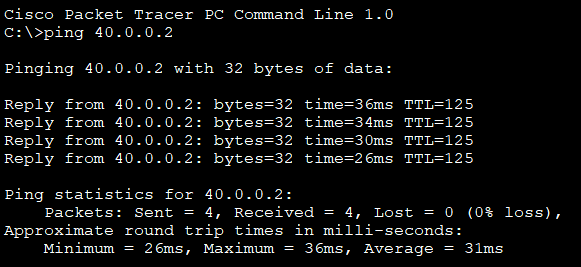 Cisco Packet Tracer PC Command Line 1.0
C:\>ping 40.0.0.2
Pinging 40.0.0.2 with 32 bytes of data:
Reply from 40.0.0.2: bytes=32 time=36ms TTL=125
Reply from 40.0.0.2: bytes=32 time=34ms TTL=125
Reply from 40.0.0.2: bytes=32 time=30ms TTL=125
Reply from 40.0.0.2: bytes=32 time=26ms TTL=125
Ping statistics for 40.0.0.2:
Packets: Sent = 4, Received = 4, Lost = 0 (0% loss),
Approximate round trip times in milli-seconds:
Minimum = 26ms, Maximum = 36ms, Average = 31ms